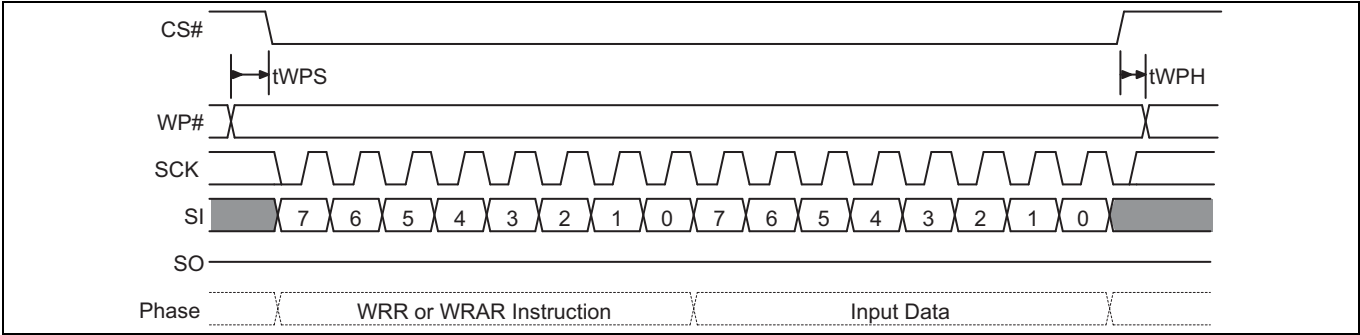 CS#
tWPS
tWPH
WP#
SCK
SI 7 6 5 4 3 2 1 0 7 6 5 4 3 2 1 0
SO
Phase WRR or WRAR Instruction Input Data